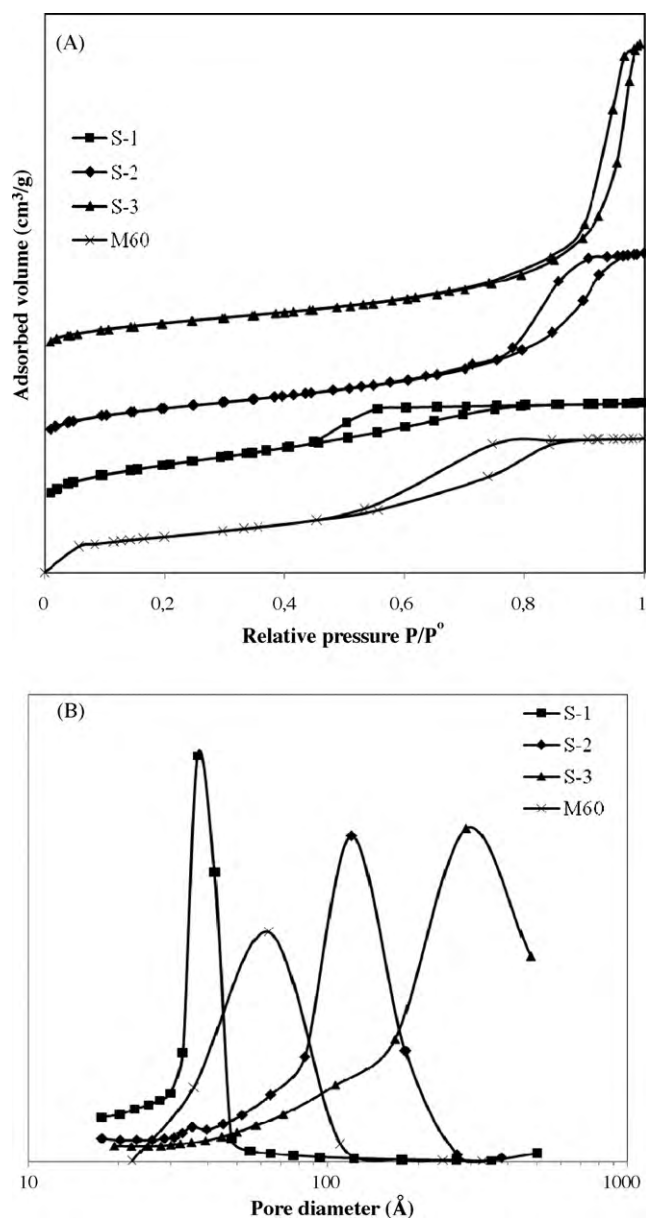 (A)
S-1
S-2
S-3
M60
Adsorbed volume (cm³/g)
0 0,2 0,4 0,6 0,8 1
Relative pressure P/P°
(B)
S-1
S-2
S-3
M60
10 100 1000
Pore diameter (Å)